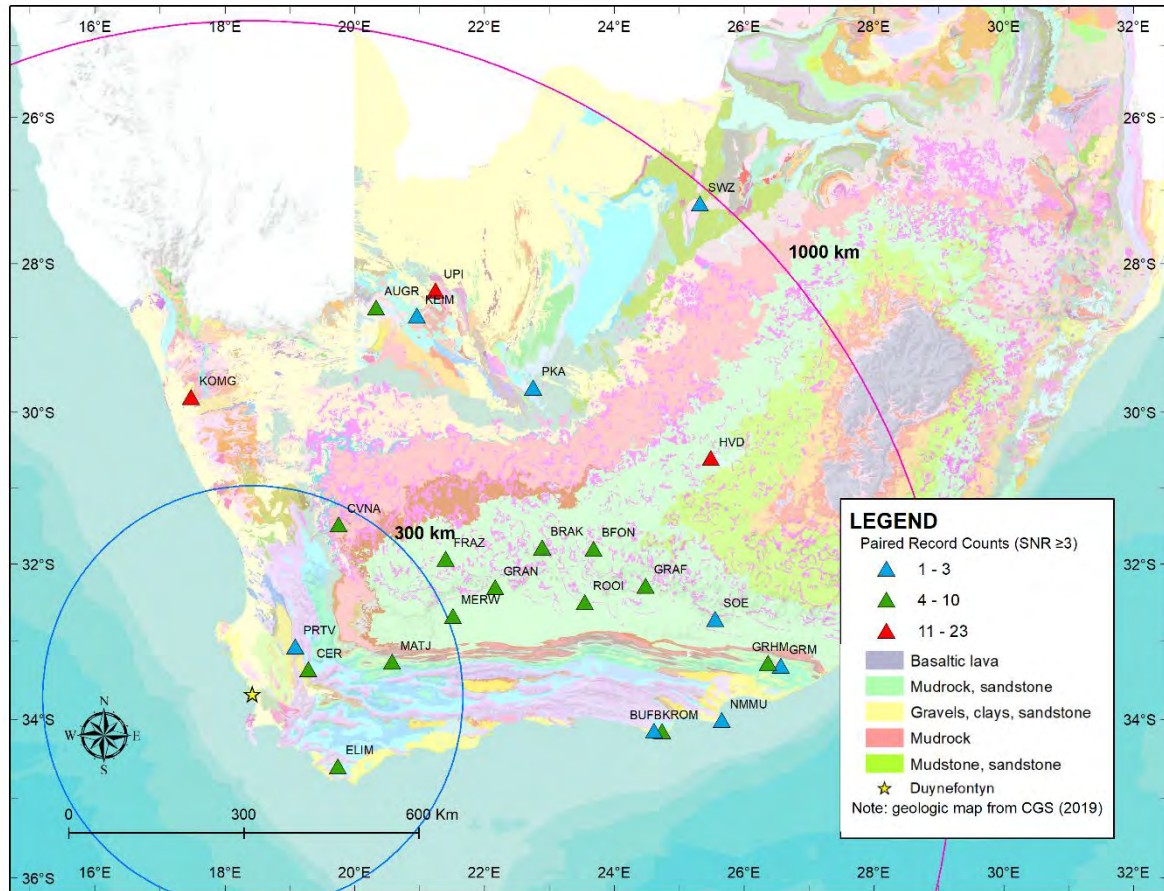 16°E 18°E 20°E 22°E 24°E 26°E 28°E 30°E 32°E
26°S 26°S
SWZ
1000 km
28°S 28°S
UPI
AUGR KEIM
PKA
KOMG
30°S 30°S
HVD
CVNA
300 km
BRAK BFON
FRAZ
32°S
GRAN ROOI GRAF
MERW SOE
PRTV
CER MATJ GRHM GRM
NMMU
34°S 34°S
BUFBKROM
N
W E
S
ELIM
0 300 600 Km
36°S 36°S
16°E 18°E 20°E 22°E 24°E 26°E 28°E 30°E 32°E
LEGEND
Paired Record Counts (SNR ≥3)
1 - 3
4 - 10
11 - 23
Basaltic lava
Mudrock, sandstone
Gravels, clays, sandstone
Mudrock
Mudstone, sandstone
Duynefontyn
Note: geologic map from CGS (2019)